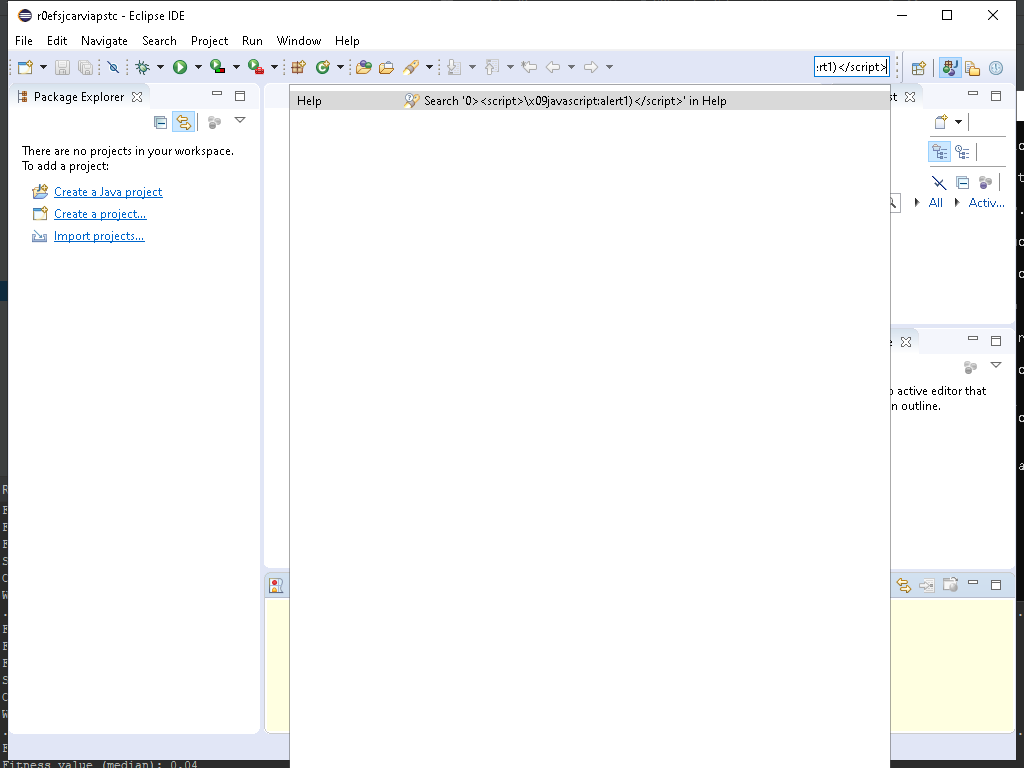 r0efsjcarviapstc - Eclipse IDE
File Edit Navigate Search Project Run Window Help
:rt1)</script>
Package Explorer
Help Search '0><script>\x09javascript:alert1)</script>' in Help
st
There are no projects in your workspace.
To add a project:
Create a Java project
Create a project...
Import projects...
All Activ...
active editor that
n outline.
Fitness value (median): 0.04